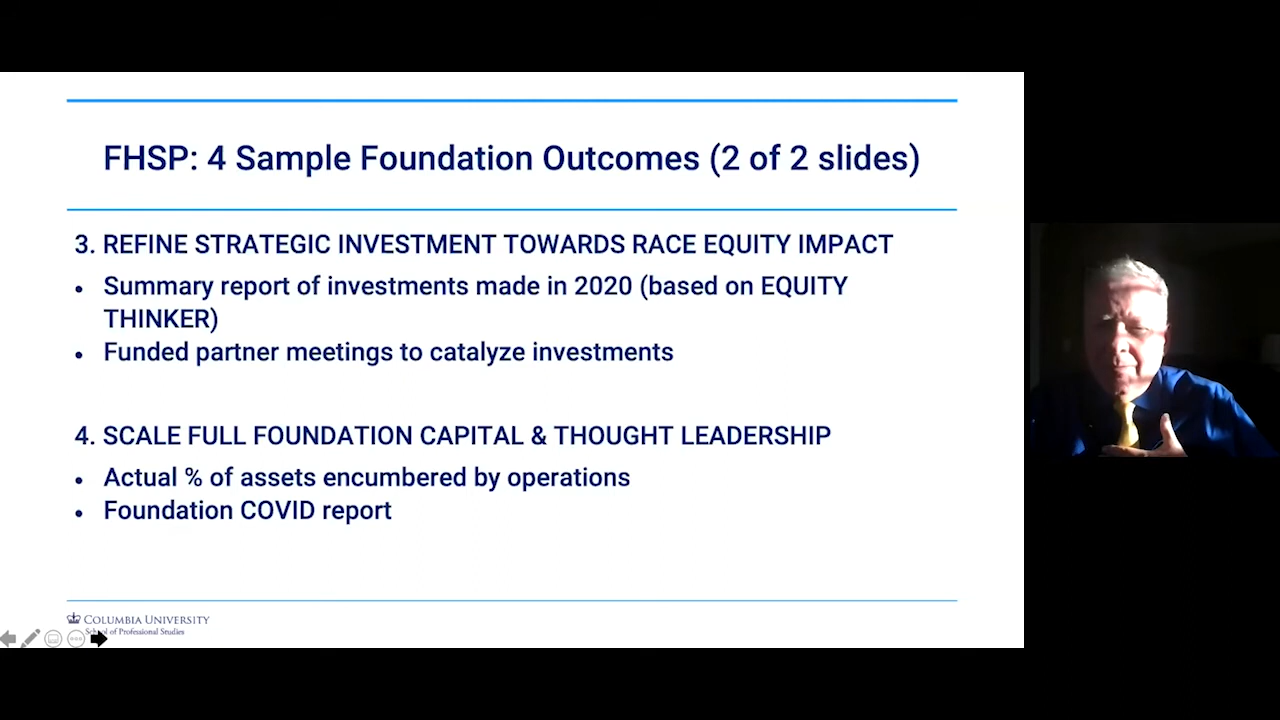 FHSP: 4 Sample Foundation Outcomes (2 of 2 slides)
3. REFINE STRATEGIC INVESTMENT TOWARDS RACE EQUITY IMPACT
• Summary report of investments made in 2020 (based on EQUITY
THINKER)
• Funded partner meetings to catalyze investments
4. SCALE FULL FOUNDATION CAPITAL & THOUGHT LEADERSHIP
• Actual % of assets encumbered by operations
• Foundation COVID report
COLUMBIA UNIVERSITY
School of Professional Studies